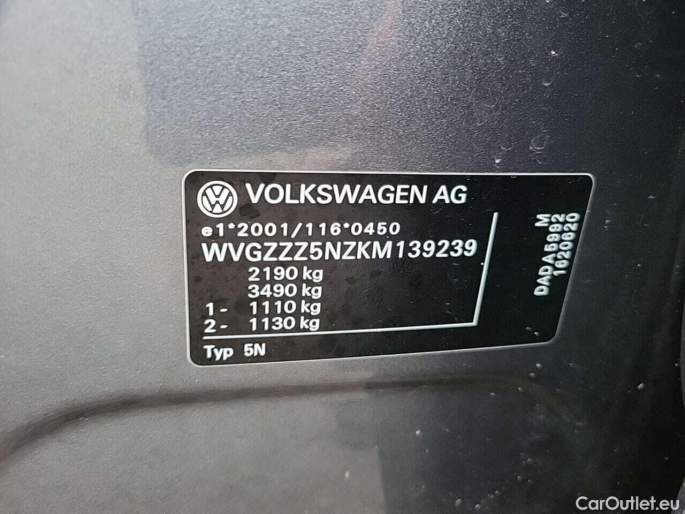 VOLKSWAGEN AG
e1*2001/116*0450
WVGZZZ5NZKM139239
2190 kg
3490 kg
1- 1110 kg
2- 1130 kg
Typ 5N
M
DADA5992
1620620
CarOutlet.eu